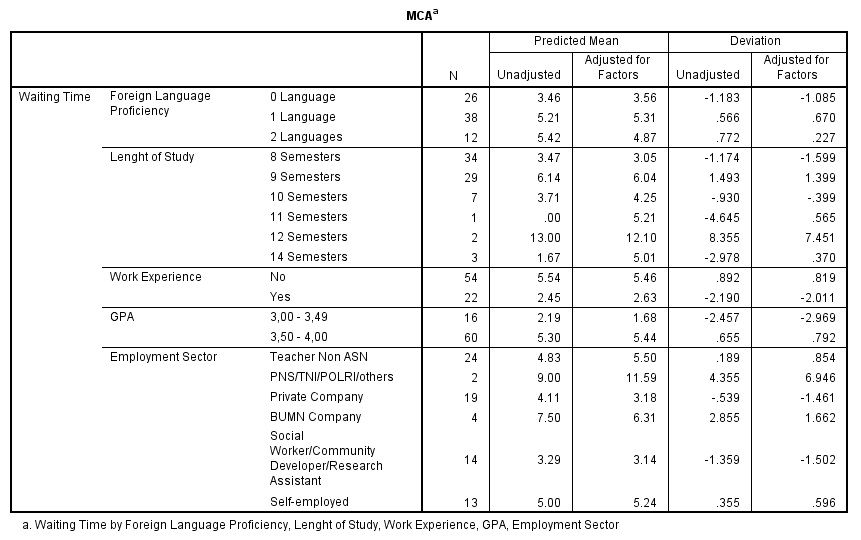 MCAa
Predicted Mean Deviation
N Unadjusted Adjusted for Factors Unadjusted Adjusted for Factors
Waiting Time Foreign Language Proficiency 0 Language 26 3.46 3.56 -1.183 -1.085
1 Language 38 5.21 5.31 .566 .670
2 Languages 12 5.42 4.87 .772 .227
Lenght of Study 8 Semesters 34 3.47 3.05 -1.174 -1.599
9 Semesters 29 6.14 6.04 1.493 1.399
10 Semesters 7 3.71 4.25 -.930 -.399
11 Semesters 1 .00 5.21 -4.645 .565
12 Semesters 2 13.00 12.10 8.355 7.451
14 Semesters 3 1.67 5.01 -2.978 .370
Work Experience No 54 5.54 5.46 .892 .819
Yes 22 2.45 2.63 -2.190 -2.011
GPA 3,00 - 3,49 16 2.19 1.68 -2.457 -2.969
3,50 - 4,00 60 5.30 5.44 .655 .792
Employment Sector Teacher Non ASN 24 4.83 5.50 .189 .854
PNS/TNI/POLRI/others 2 9.00 11.59 4.355 6.946
Private Company 19 4.11 3.18 -.539 -1.461
BUMN Company 4 7.50 6.31 2.855 1.662
Social
Worker/Community
Developer/Research
Assistant 14 3.29 3.14 -1.359 -1.502
Self-employed 13 5.00 5.24 .355 .596
a. Waiting Time by Foreign Language Proficiency, Lenght of Study, Work Experience, GPA, Employment Sector